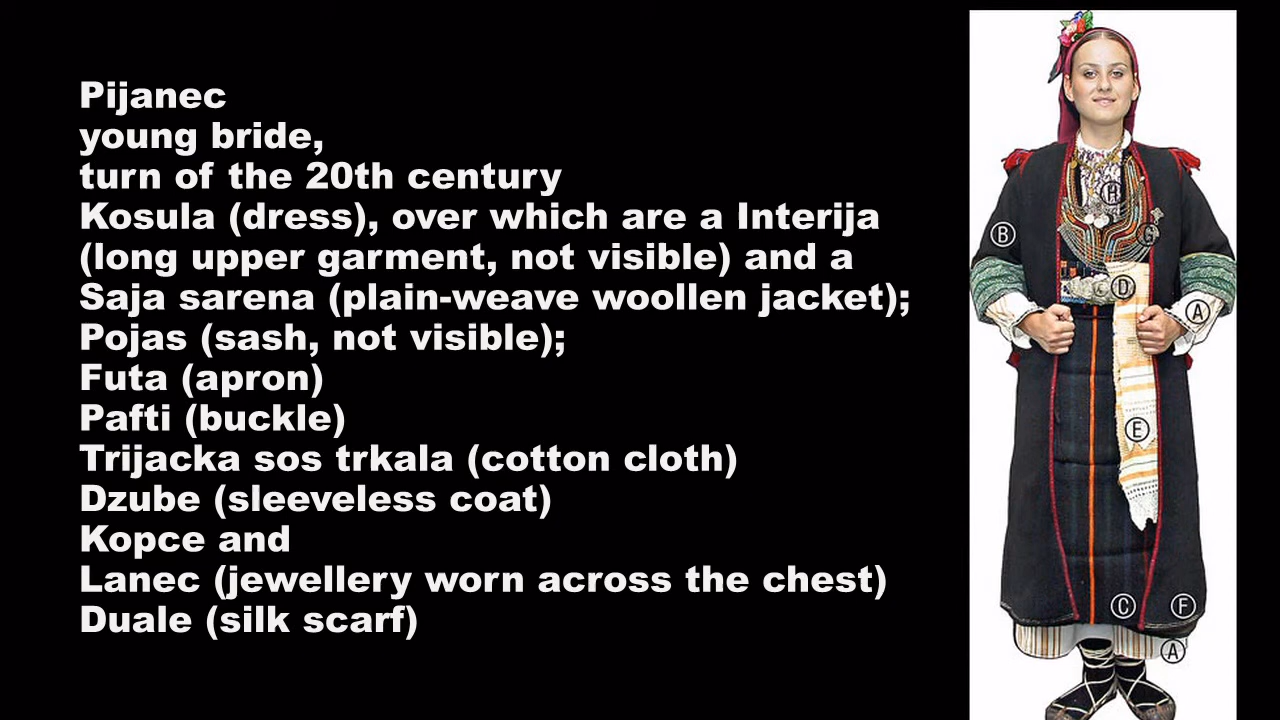 Pijanec
young bride,
turn of the 20th century
Kosula (dress), over which are a Interija
(long upper garment, not visible) and a
Saja sarena (plain-weave woollen jacket);
Pojas (sash, not visible);
Futa (apron)
Pafti (buckle)
Trijacka sos trkala (cotton cloth)
Dzube (sleeveless coat)
Kopce and
Lanec (jewellery worn across the chest)
Duale (silk scarf)
H
B
G
D
A
E
C
F
A